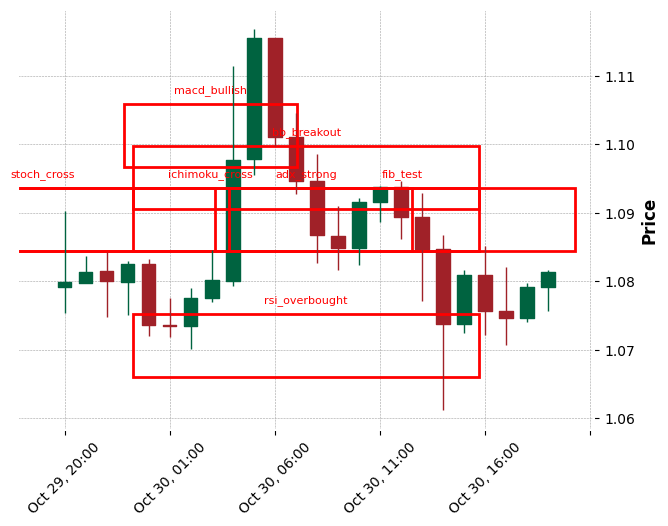 macd_bullish
1.11
1.10
stoch_cross
ichimoku_cross
fib_test
1.09
Price
1.08
rsi_overbought
1.07
1.06
Oct 29, 20:00
Oct 30, 01:00
Oct 30, 06:00
Oct 30, 11:00
Oct 30, 16:00